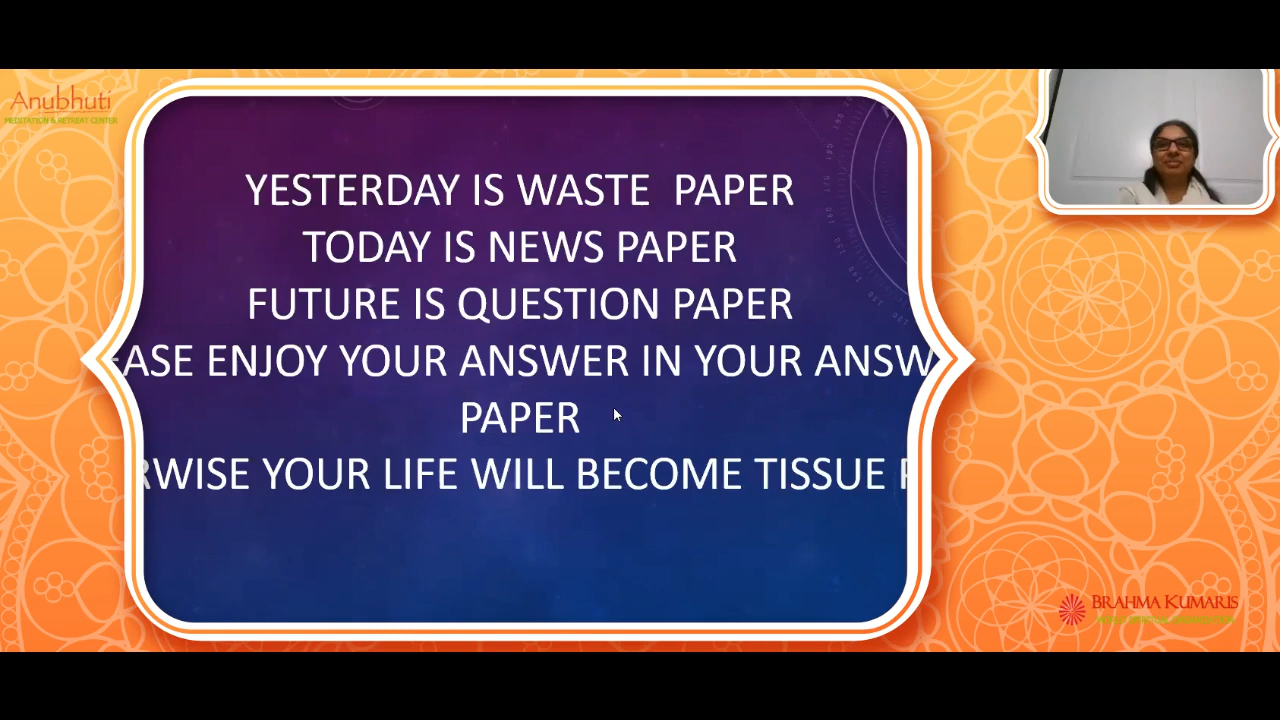 Anubhuti
MEDITATION & RETREAT CENTER
YESTERDAY IS WASTE PAPER
TODAY IS NEWS PAPER
FUTURE IS QUESTION PAPER
ASE ENJOY YOUR ANSWER IN YOUR ANSW
PAPER
RWISE YOUR LIFE WILL BECOME TISSUE P
BRAHMA KUMARIS